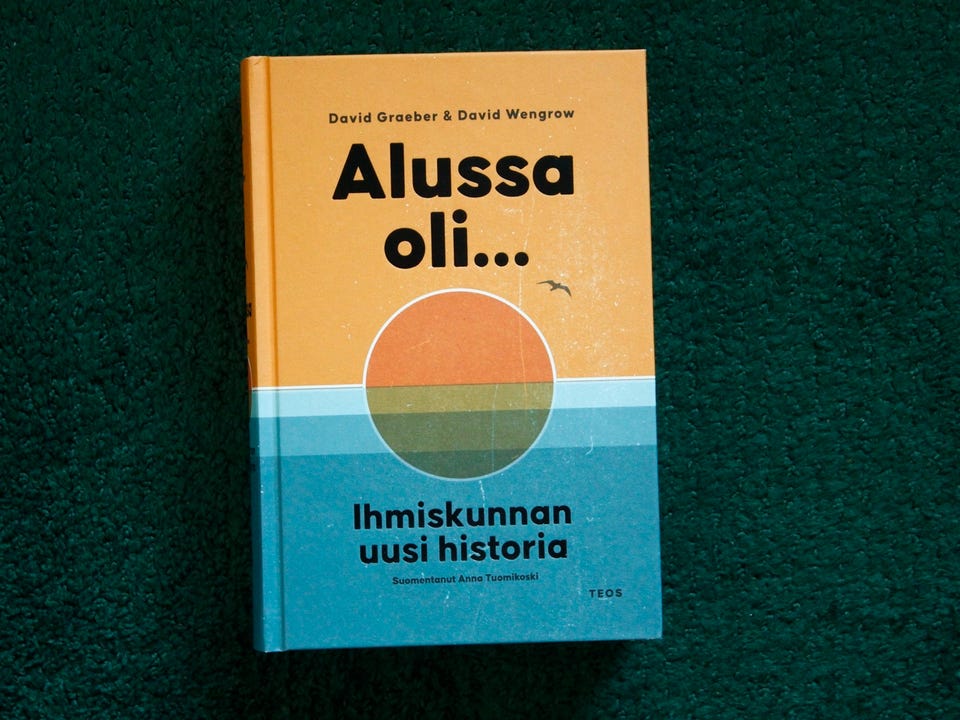 David Graeber & David Wengrow
Alussa
oli...
Ihmiskunnan
uusi historia
Suomentanut Anna Tuomikoski
TEOS